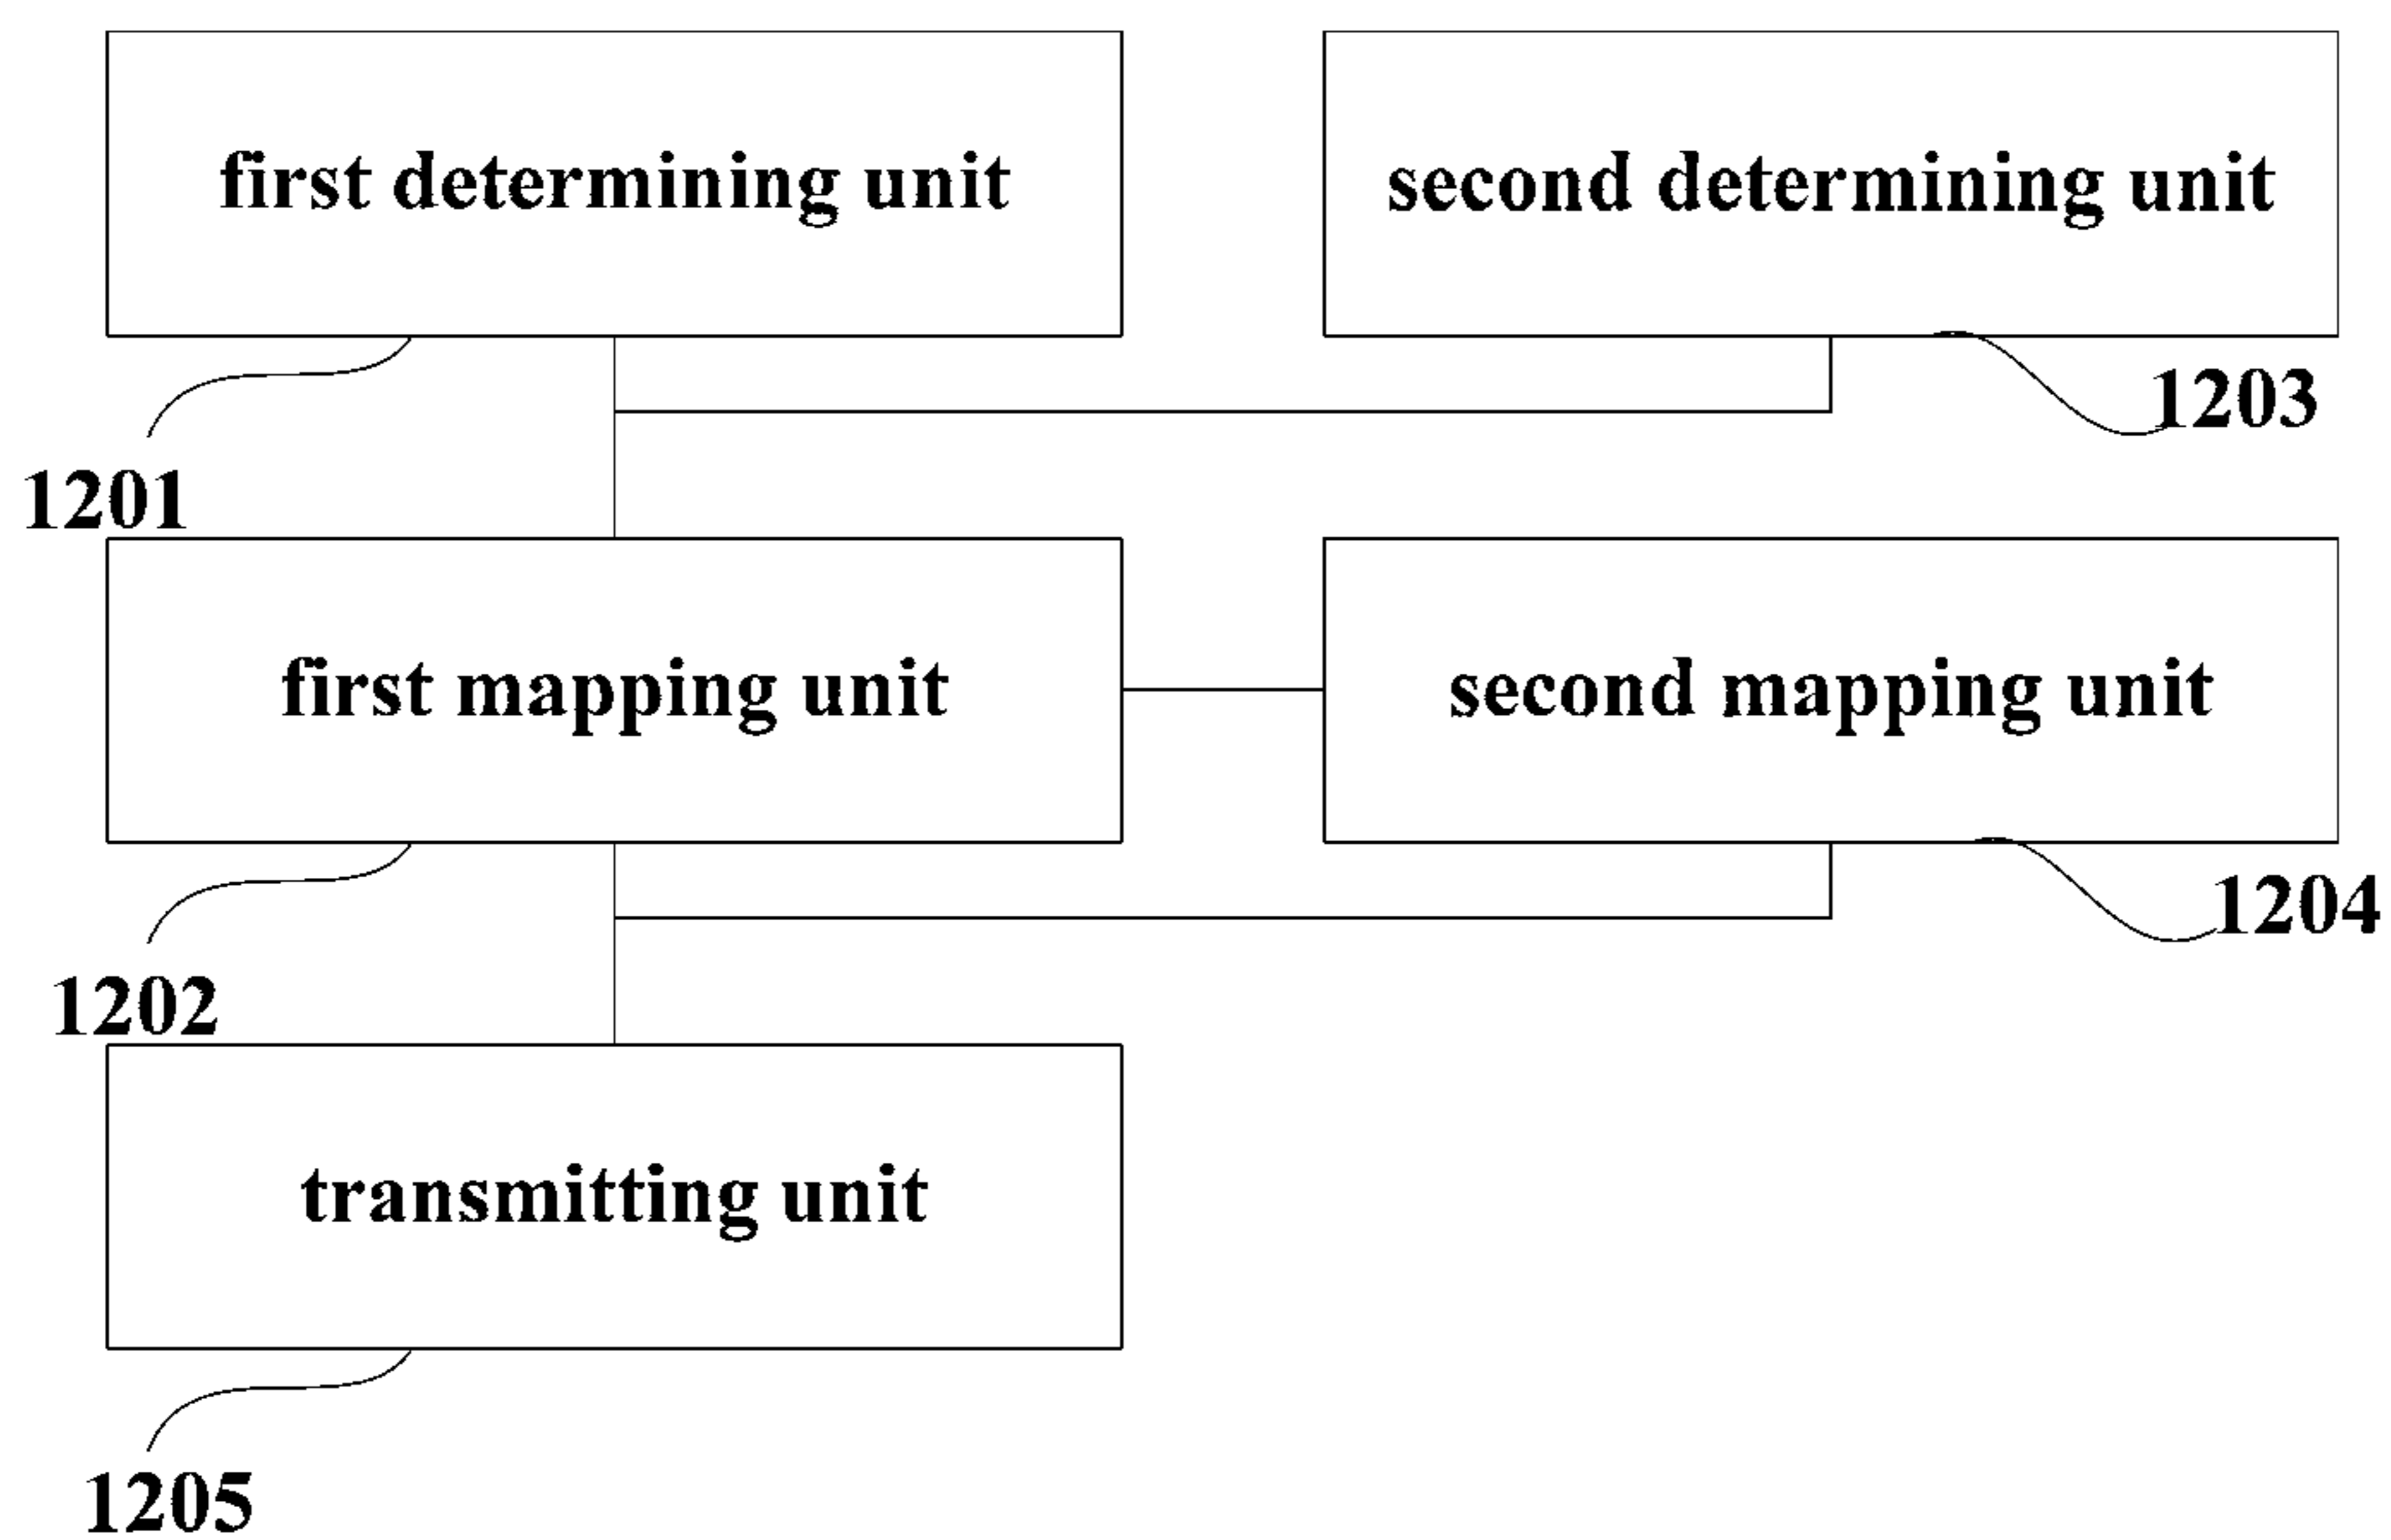 first determining unit
second determining unit
1203
1201
first mapping unit
second mapping unit
1204
1202
transmitting unit
1205